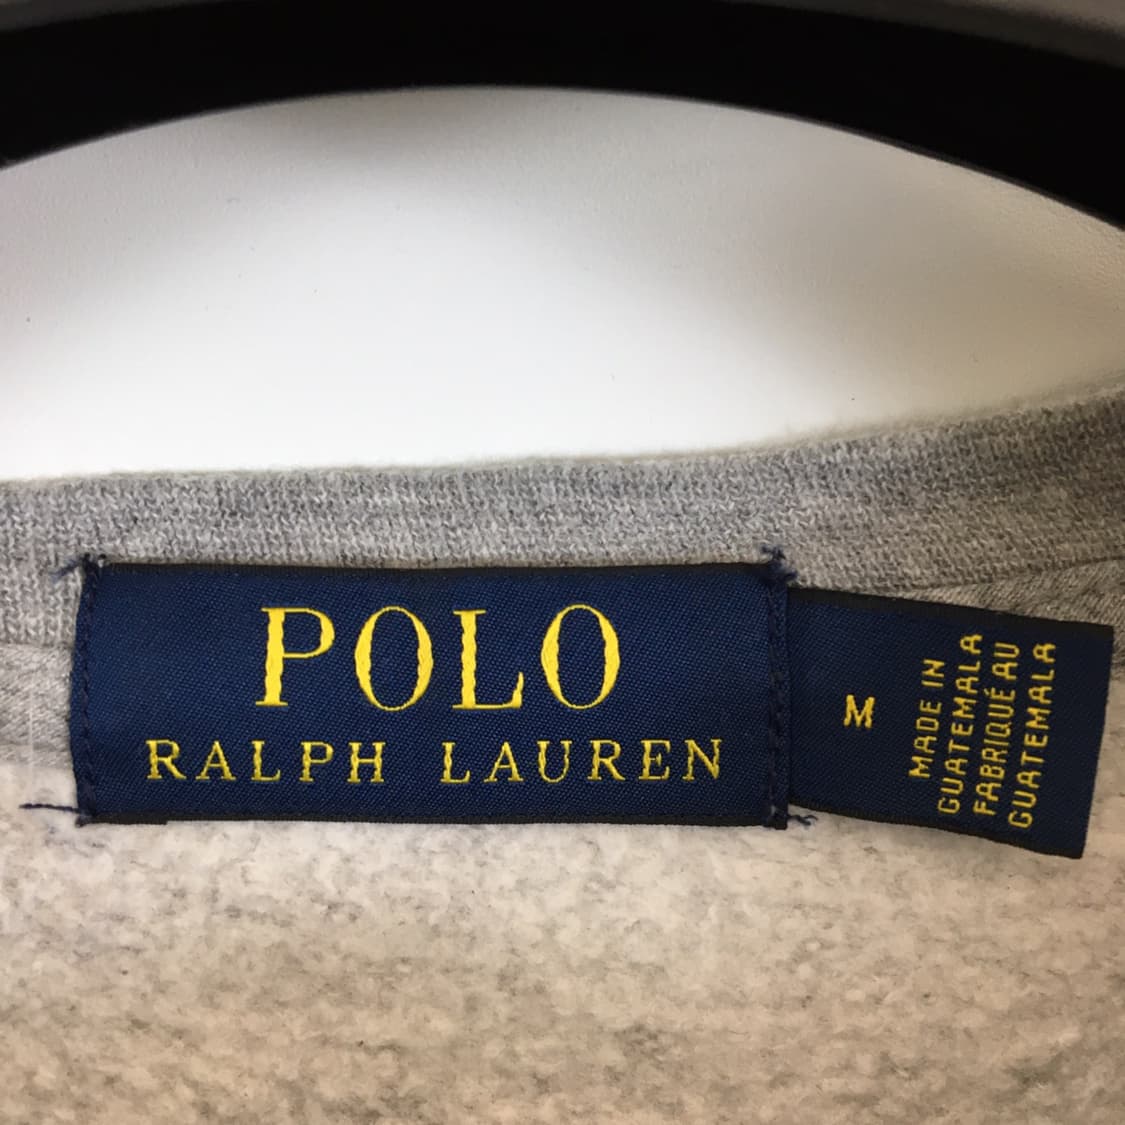 POLO
RALPH LAUREN
M
MADE IN
GUATEMALA
FABRIQUÉ AU
GUATEMALA